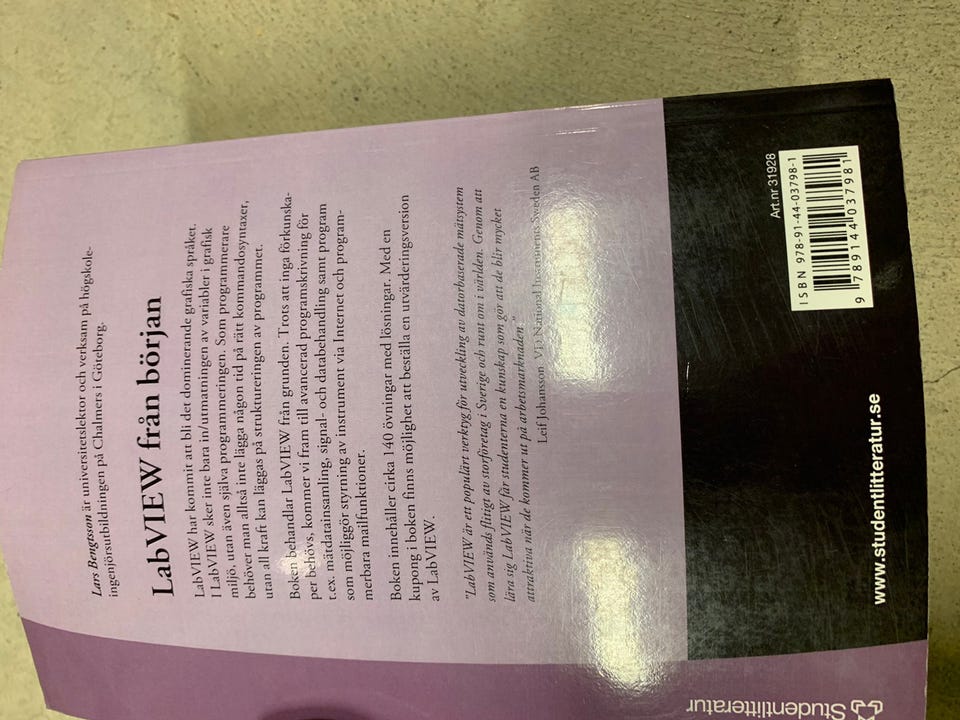 Lars Bengtsson är universitetslektor och verksam på högskole-
ingenjörsutbildningen på Chalmers i Göteborg.
LabVIEW från början
LabVIEW har kommit att bli det dominerande grafiska språket.
I LabVIEW sker inte bara in/utmatningen av variabler i grafisk
miljö, utan även själva programmeringen. Som programmerare
behöver man alltså inte lägga någon tid på rätt kommandosyntaxer,
utan all kraft kan läggas på struktureringen av programmet.
Boken behandlar LabVIEW från grunden. Trots att inga förkunska-
per behövs, kommer vi fram till avancerad programskrivning för
t.ex. mätdatainsamling, signal- och databehandling samt program
som möjliggör styrning av instrument via Internet och program-
merbara mailfunktioner.
Boken innehåller cirka 140 övningar med lösningar. Med en
kupong i boken finns möjlighet att beställa en utvärderingsversion
av LabVIEW.
"LabVIEW är ett populärt verktyg för utveckling av datorbaserade mätsystem
som används flitigt av storföretag i Sverige och runt om i världen. Genom att
lära sig LabVIEW får studenterna en kunskap som gör att de blir mycket
attraktiva när de kommer ut på arbetsmarknaden."
Leif Johansson, VD National Instruments Sweden AB
Art.nr 31928
ISBN 978-91-44-03798-1
9 789144 037981
www.studentlitteratur.se
Studentlitteratur